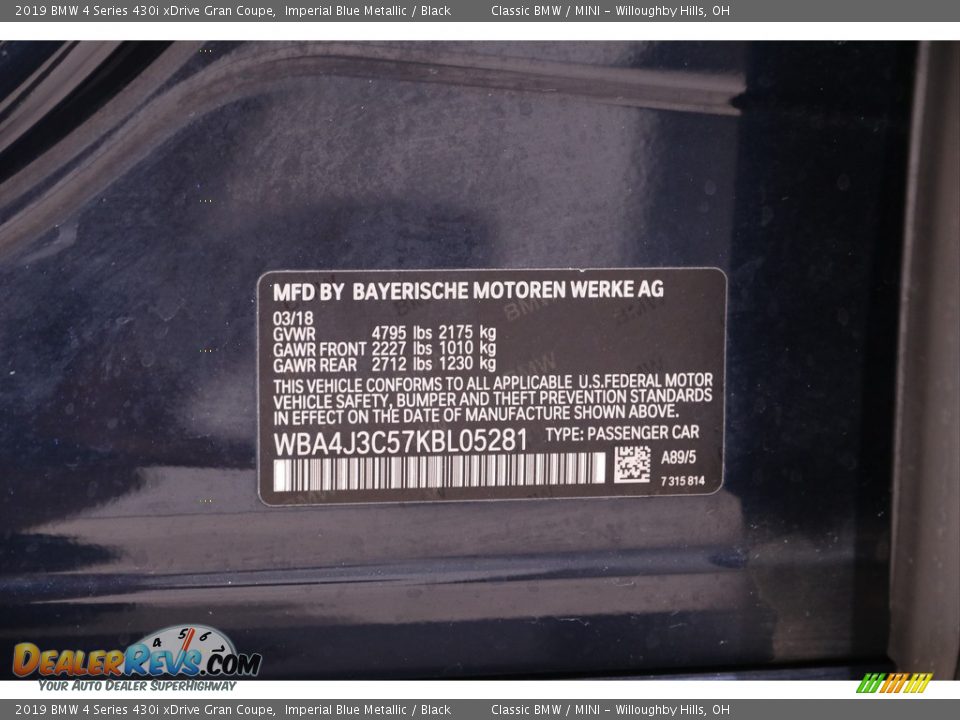 2019 BMW 4 Series 430i xDrive Gran Coupe, Imperial Blue Metallic / Black Classic BMW / MINI - Willoughby Hills, OH
MFD BY BAYERISCHE MOTOREN WERKE AG
03/18
GVWR 4795 lbs 2175 kg
GAWR FRONT 2227 lbs 1010 kg
GAWR REAR 2712 lbs 1230 kg
THIS VEHICLE CONFORMS TO ALL APPLICABLE U.S.FEDERAL MOTOR
VEHICLE SAFETY, BUMPER AND THEFT PREVENTION STANDARDS
IN EFFECT ON THE DATE OF MANUFACTURE SHOWN ABOVE.
WBA4J3C57KBL05281 TYPE: PASSENGER CAR
A89/5
7 315 814
4 5 6
DEALERREVS.COM
YOUR AUTO DEALER SUPERHIGHWAY
2019 BMW 4 Series 430i xDrive Gran Coupe, Imperial Blue Metallic / Black Classic BMW / MINI - Willoughby Hills, OH